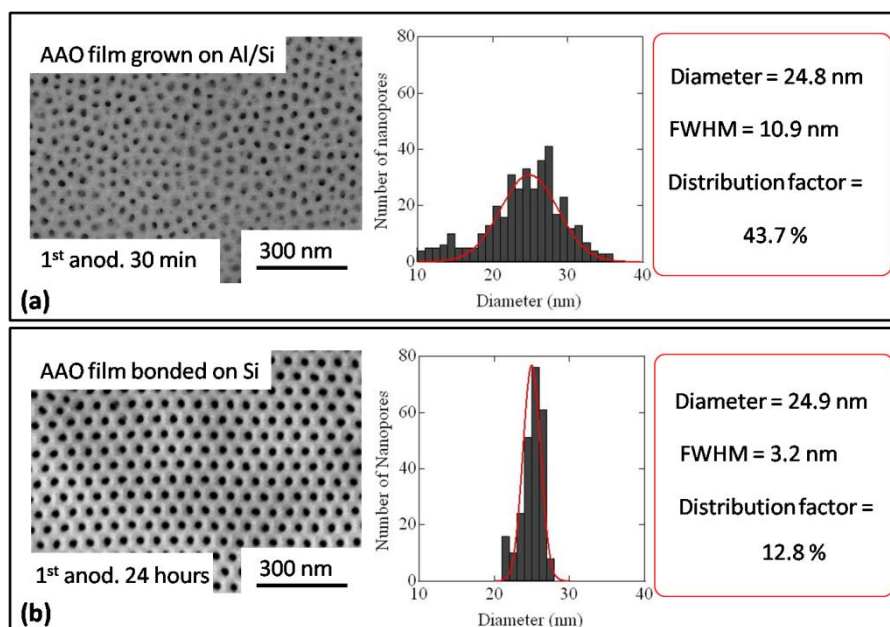 AAO film grown on Al/Si
1st anod. 30 min
300 nm
(a)
80
60
40
20
0
Number of nanopores
10
20
30
40
Diameter (nm)
Diameter = 24.8 nm
FWHM = 10.9 nm
Distribution factor =
43.7 %
AAO film bonded on Si
1st anod. 24 hours
300 nm
(b)
80
60
40
20
0
Number of Nanopores
10
20
30
40
Diameter (nm)
Diameter = 24.9 nm
FWHM = 3.2 nm
Distribution factor =
12.8 %